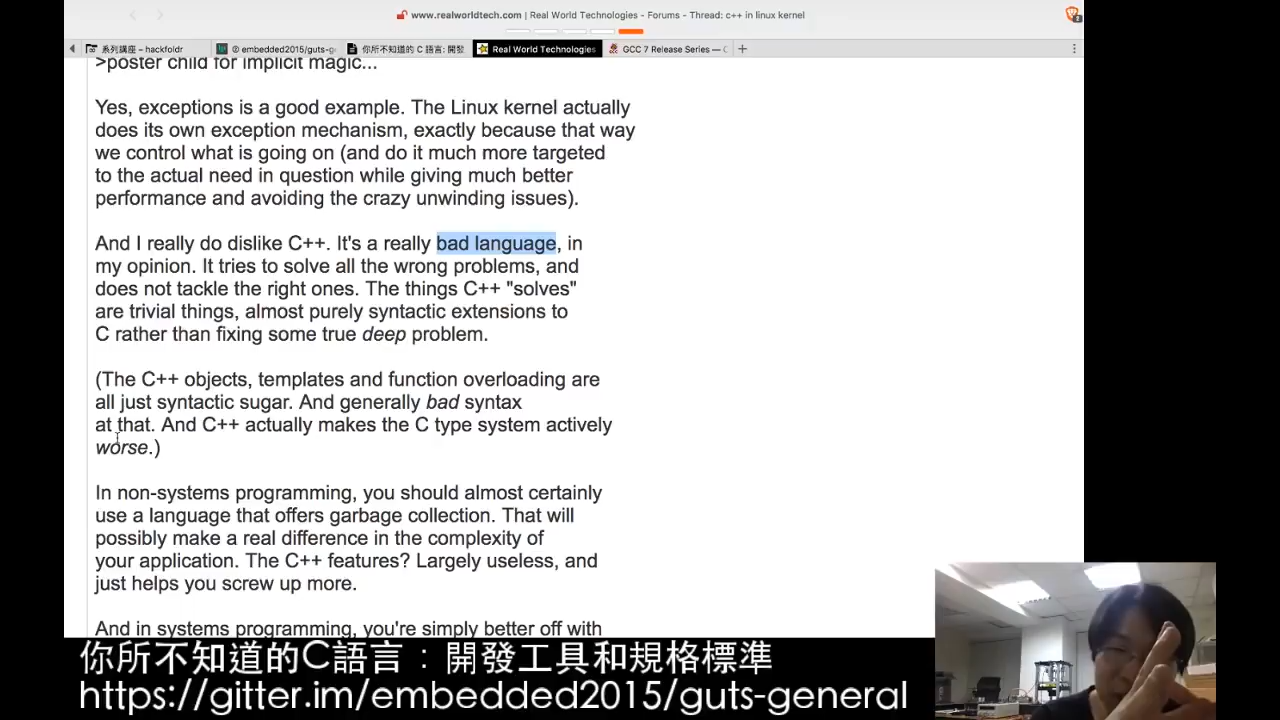 www.realworldtech.com | Real World Technologies - Forums - Thread: c++ in linux kernel
系列講座 – hackfoldr
② embedded2015/guts-g
你所不知道的 C 語言: 開發
Real World Technologies
GCC 7 Release Series — C
>poster child for implicit magic...
Yes, exceptions is a good example. The Linux kernel actually
does its own exception mechanism, exactly because that way
we control what is going on (and do it much more targeted
to the actual need in question while giving much better
performance and avoiding the crazy unwinding issues).
And I really do dislike C++. It's a really bad language, in
my opinion. It tries to solve all the wrong problems, and
does not tackle the right ones. The things C++ "solves"
are trivial things, almost purely syntactic extensions to
C rather than fixing some true deep problem.
(The C++ objects, templates and function overloading are
all just syntactic sugar. And generally bad syntax
at that. And C++ actually makes the C type system actively
worse.)
In non-systems programming, you should almost certainly
use a language that offers garbage collection. That will
possibly make a real difference in the complexity of
your application. The C++ features? Largely useless, and
just helps you screw up more.
And in systems programming, you're simply better off with
你所不知道的C語言：開發工具和規格標準
https://gitter.im/embedded2015/guts-general